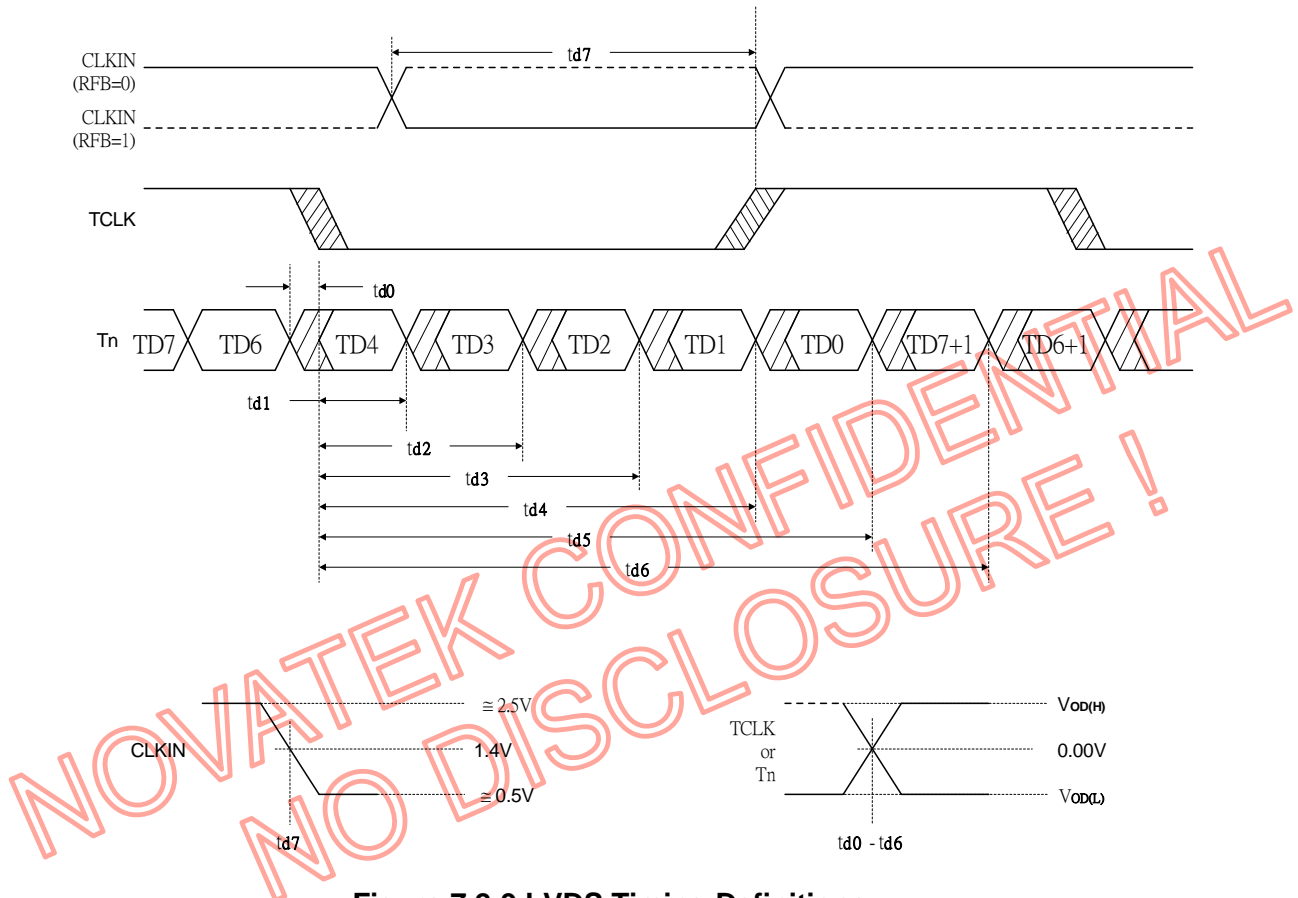 td7
CLKIN
(RFB=0)
CLKIN
(RFB=1)
TCLK
td0
Tn TD7 TD6 TD4 TD3 TD2 TD1 TD0 TD7+1 TD6+1
td1
td2
td3
td4
td5
td6
NOVATEK CONFIDENTIAL
NO DISCLOSURE !
CLKIN
≅2.5V
1.4V
≅0.5V
td7
TCLK
or
Tn
VOD(H)
0.00V
VOD(L)
td0 - td6